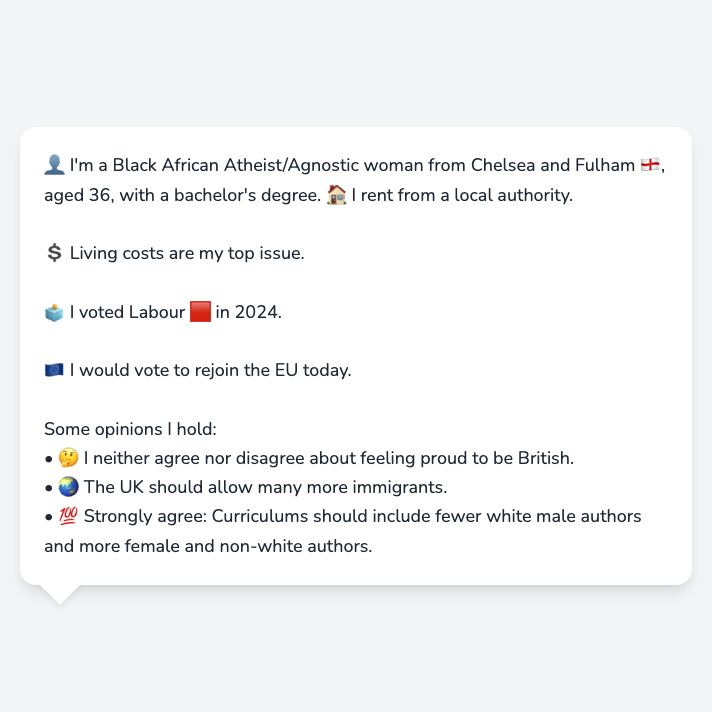 👤 I'm a Black African Atheist/Agnostic woman from Chelsea and Fulham 🏴󠁧󠁢󠁥󠁮󠁧󠁿,
aged 36, with a bachelor's degree. 🏠 I rent from a local authority.
💲 Living costs are my top issue.
🗳️ I voted Labour 🟥 in 2024.
🇪🇺 I would vote to rejoin the EU today.
Some opinions I hold:
• 🤔 I neither agree nor disagree about feeling proud to be British.
• 🌏 The UK should allow many more immigrants.
• 💯 Strongly agree: Curriculums should include fewer white male authors
and more female and non-white authors.